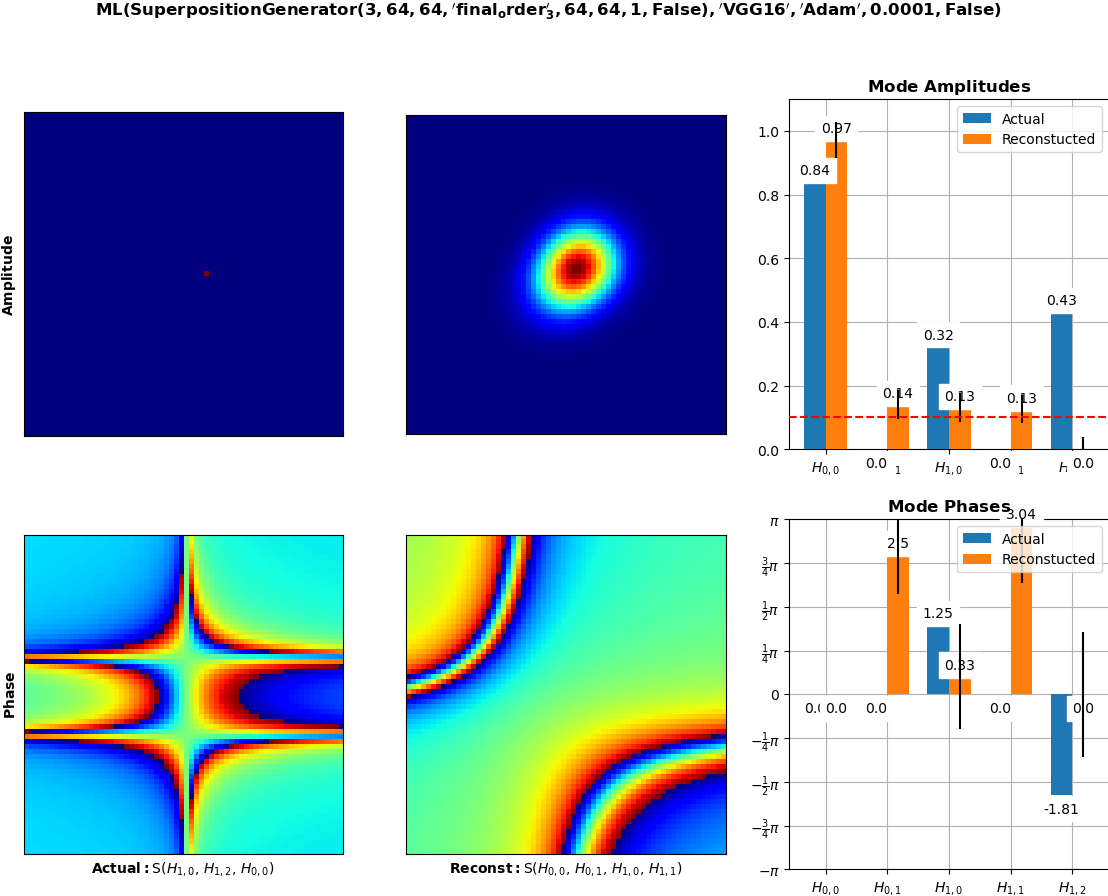 ML(SuperpositionGenerator(3, 64, 64, 'final_order'_3, 64, 64, 1, False), 'VGG16', 'Adam', 0.0001, False)
Mode Amplitudes
Amplitude
1.0
0.8
0.6
0.4
0.2
0.0
Actual
Reconstucted
0.84
0.97
0.0
0.14
0.32
0.13
0.0
0.13
0.43
0.0
H0,0
1
H1,0
1
Mode Phases
Phase
π
3/4π
1/2π
1/4π
0
−1/4π
−1/2π
−3/4π
−π
Actual
Reconstucted
0.0
0.0
2.5
1.25
0.33
0.0
3.04
-1.81
0.0
H0,0
H0,1
H1,0
H1,1
H1,2
Actual: S(H1,0, H1,2, H0,0)
Reconst: S(H0,0, H0,1, H1,0, H1,1)